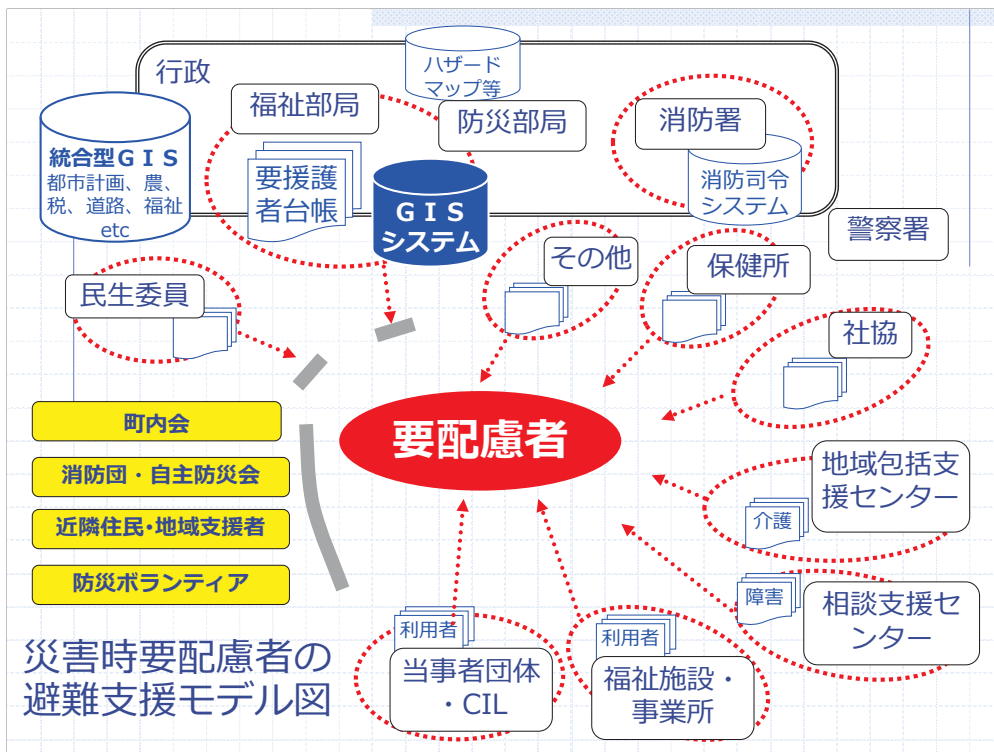 行政
ハザード
マップ等
福祉部局
防災部局
消防署
統合型ＧＩＳ
都市計画、農、
税、道路、福祉
etc
要援護
者台帳
ＧＩＳ
システム
消防司令
システム
警察署
その他
保健所
民生委員
社協
要配慮者
町内会
消防団・自主防災会
近隣住民・地域支援者
防災ボランティア
地域包括支
援センター
介護
障害
相談支援セ
ンター
利用者
当事者団体
・CIL
利用者
福祉施設・
事業所
災害時要配慮者の
避難支援モデル図